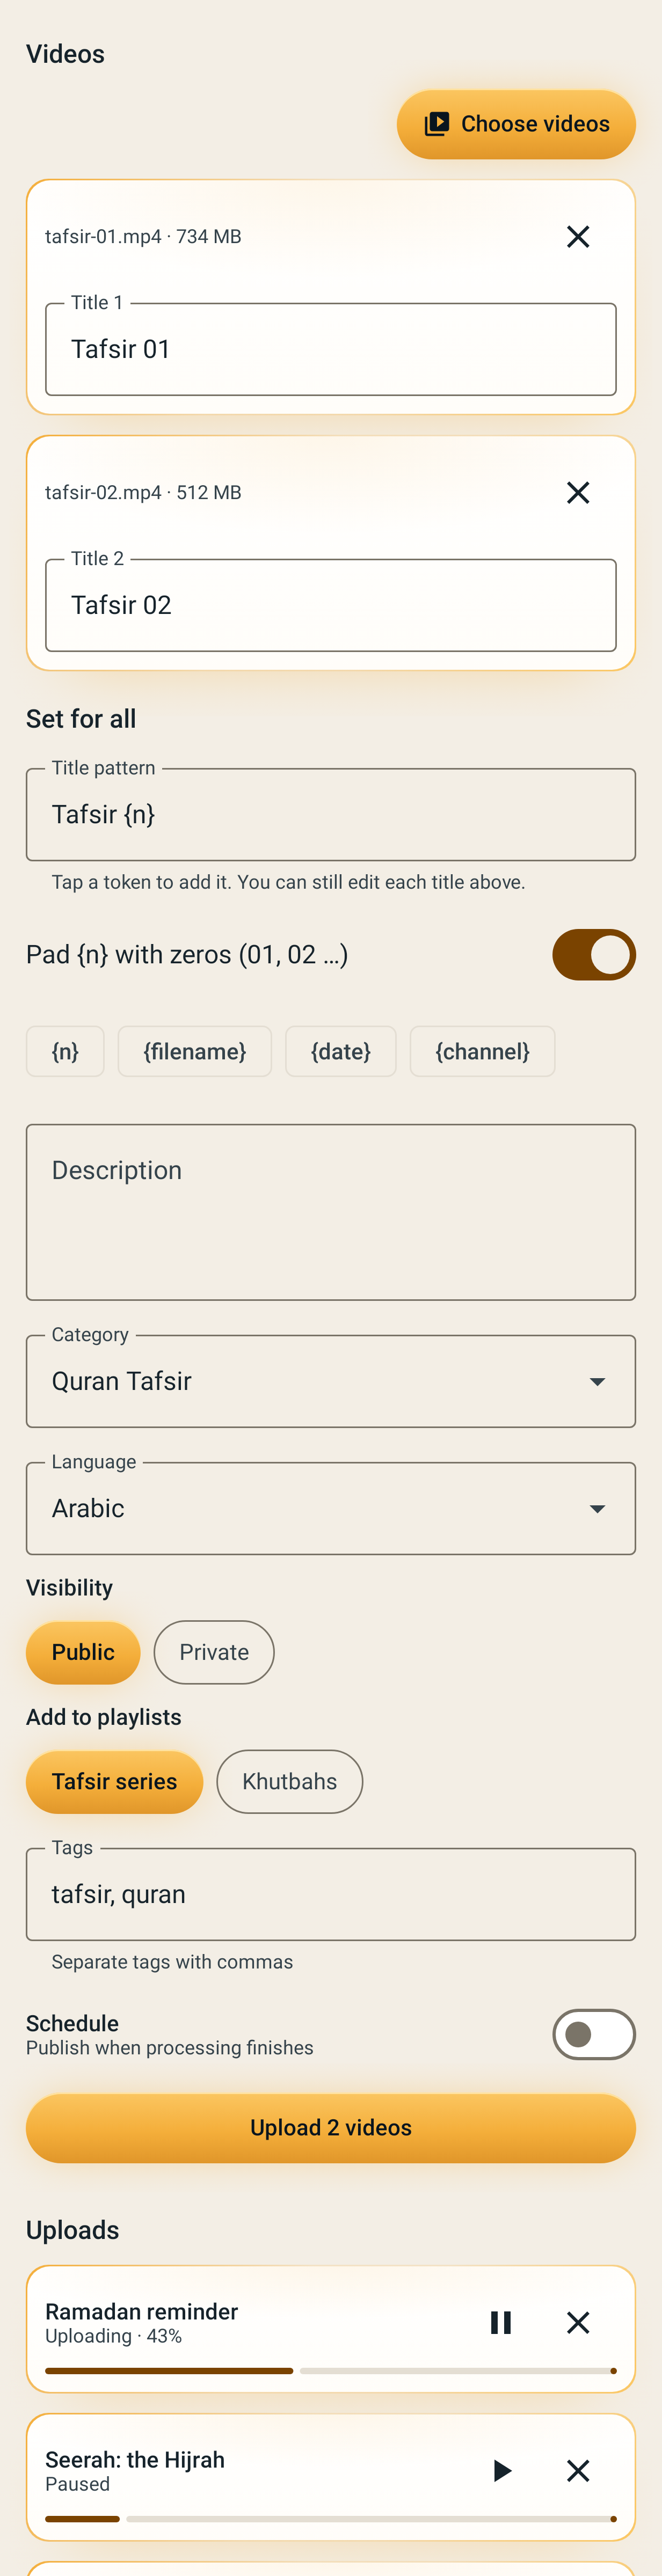 Videos
Choose videos
tafsir-01.mp4 · 734 MB
Title 1
Tafsir 01
tafsir-02.mp4 · 512 MB
Title 2
Tafsir 02
Set for all
Title pattern
Tafsir {n}
Tap a token to add it. You can still edit each title above.
Pad {n} with zeros (01, 02 …)
{n} {filename} {date} {channel}
Description
Category
Quran Tafsir
Language
Arabic
Visibility
Public Private
Add to playlists
Tafsir series Khutbahs
Tags
tafsir, quran
Separate tags with commas
Schedule
Publish when processing finishes
Upload 2 videos
Uploads
Ramadan reminder
Uploading · 43%
Seerah: the Hijrah
Paused